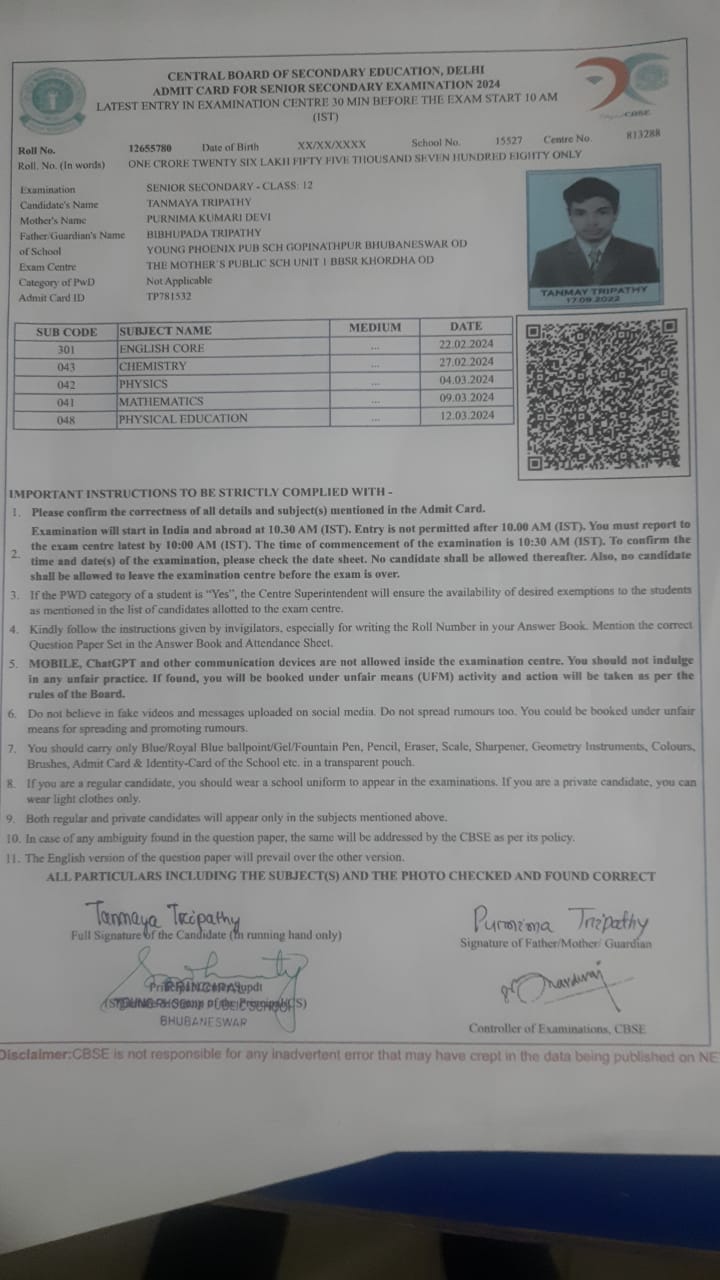 CENTRAL BOARD OF SECONDARY EDUCATION, DELHI
ADMIT CARD FOR SENIOR SECONDARY EXAMINATION 2024
LATEST ENTRY IN EXAMINATION CENTRE 30 MIN BEFORE THE EXAM START 10 AM
(IST)
CBSE
Roll No. 12655780 Date of Birth XX/XX/XXXX School No. 15527 Centre No. 813288
Roll. No. (In words) ONE CRORE TWENTY SIX LAKH FIFTY FIVE THOUSAND SEVEN HUNDRED EIGHTY ONLY
Examination SENIOR SECONDARY - CLASS: 12
Candidate's Name TANMAYA TRIPATHY
Mother's Name PURNIMA KUMARI DEVI
Father/Guardian's Name BIBHUPADA TRIPATHY
of School YOUNG PHOENIX PUB SCH GOPINATHPUR BHUBANESWAR OD
Exam Centre THE MOTHER'S PUBLIC SCH UNIT 1 BBSR KHORDHA OD
Category of PwD Not Applicable
Admit Card ID TP781532
TANMAY TRIPATHY
17.09.2022
SUB CODE SUBJECT NAME MEDIUM DATE
301 ENGLISH CORE ... 22.02.2024
043 CHEMISTRY ... 27.02.2024
042 PHYSICS ... 04.03.2024
041 MATHEMATICS ... 09.03.2024
048 PHYSICAL EDUCATION ... 12.03.2024
IMPORTANT INSTRUCTIONS TO BE STRICTLY COMPLIED WITH -
1. Please confirm the correctness of all details and subject(s) mentioned in the Admit Card.
2. Examination will start in India and abroad at 10.30 AM (IST). Entry is not permitted after 10.00 AM (IST). You must report to
the exam centre latest by 10:00 AM (IST). The time of commencement of the examination is 10:30 AM (IST). To confirm the
time and date(s) of the examination, please check the date sheet. No candidate shall be allowed thereafter. Also, no candidate
shall be allowed to leave the examination centre before the exam is over.
3. If the PWD category of a student is "Yes", the Centre Superintendent will ensure the availability of desired exemptions to the students
as mentioned in the list of candidates allotted to the exam centre.
4. Kindly follow the instructions given by invigilators, especially for writing the Roll Number in your Answer Book. Mention the correct
Question Paper Set in the Answer Book and Attendance Sheet.
5. MOBILE, ChatGPT and other communication devices are not allowed inside the examination centre. You should not indulge
in any unfair practice. If found, you will be booked under unfair means (UFM) activity and action will be taken as per the
rules of the Board.
6. Do not believe in fake videos and messages uploaded on social media. Do not spread rumours too. You could be booked under unfair
means for spreading and promoting rumours.
7. You should carry only Blue/Royal Blue ballpoint/Gel/Fountain Pen, Pencil, Eraser, Scale, Sharpener, Geometry Instruments, Colours,
Brushes, Admit Card & Identity-Card of the School etc. in a transparent pouch.
8. If you are a regular candidate, you should wear a school uniform to appear in the examinations. If you are a private candidate, you can
wear light clothes only.
9. Both regular and private candidates will appear only in the subjects mentioned above.
10. In case of any ambiguity found in the question paper, the same will be addressed by the CBSE as per its policy.
11. The English version of the question paper will prevail over the other version.
ALL PARTICULARS INCLUDING THE SUBJECT(S) AND THE PHOTO CHECKED AND FOUND CORRECT
Tanmaya Tripathy
Full Signature of the Candidate (in running hand only)
Purnima Tripathy
Signature of Father/Mother/ Guardian
PRINCIPAL
BHUBANESWAR
Controller of Examinations, CBSE
Disclaimer:CBSE is not responsible for any inadvertent error that may have crept in the data being published on NE